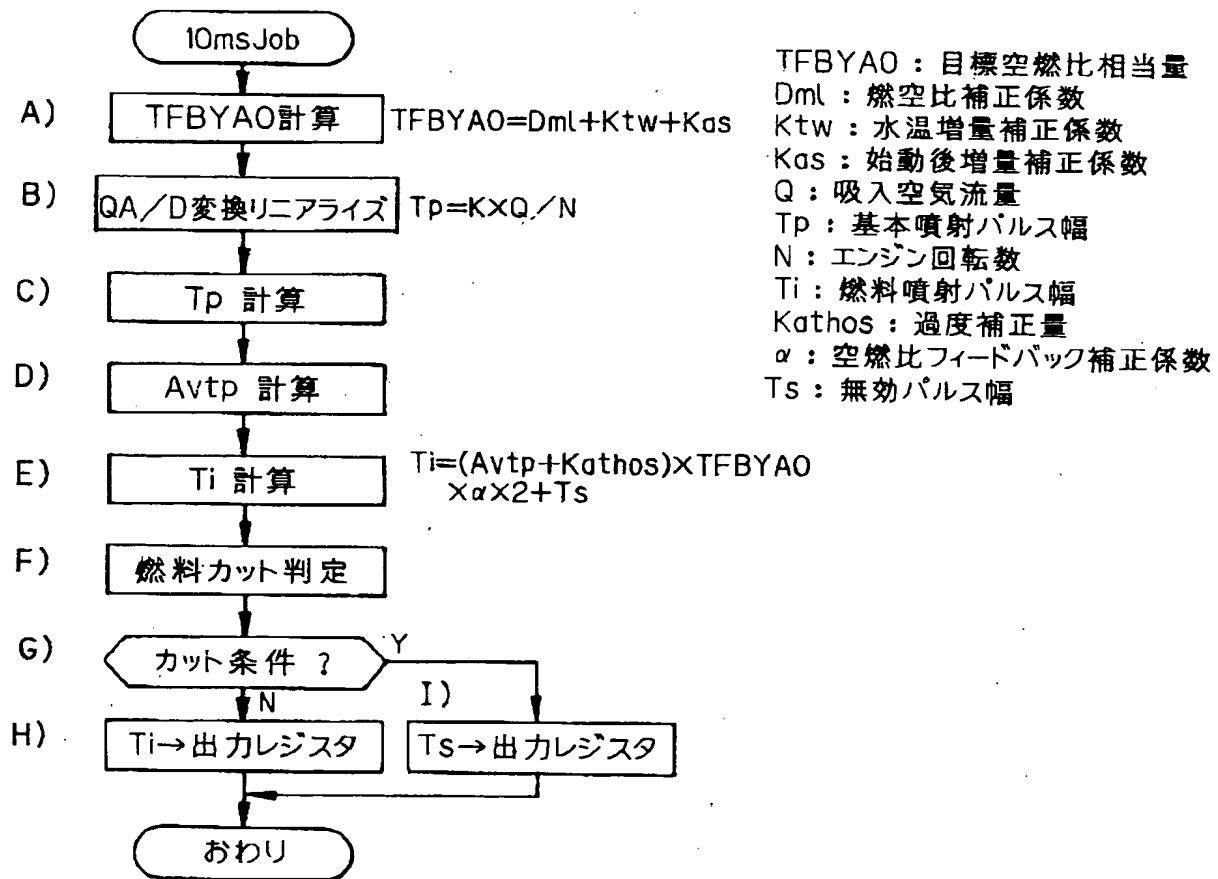 10msJob
A)
TFBYA0計算
TFBYA0=Dml+Ktw+Kas
B)
QA/D変換リニアライズ
Tp=K×Q/N
C)
Tp 計算
D)
Avtp 計算
E)
Ti 計算
Ti=(Avtp+Kathos)×TFBYA0
×α×2+Ts
F)
燃料カット判定
G)
カット条件 ?
Y
N
I)
H)
Ti→出力レジスタ
Ts→出力レジスタ
おわり
TFBYA0 : 目標空燃比相当量
Dml : 燃空比補正係数
Ktw : 水温増量補正係数
Kas : 始動後増量補正係数
Q : 吸入空気流量
Tp : 基本噴射パルス幅
N : エンジン回転数
Ti : 燃料噴射パルス幅
Kathos : 過度補正量
α : 空燃比フィードバック補正係数
Ts : 無効パルス幅